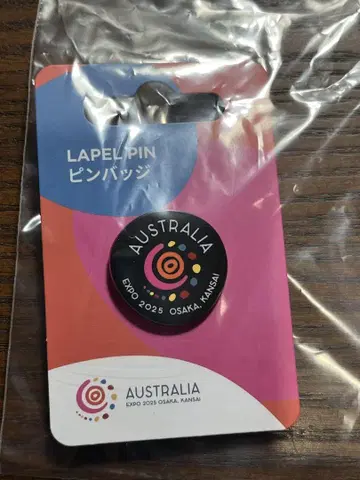 LAPEL PIN
ピンバッジ
AUSTRALIA
EXPO 2025 OSAKA, KANSAI
AUSTRALIA
EXPO 2025 OSAKA, KANSAI